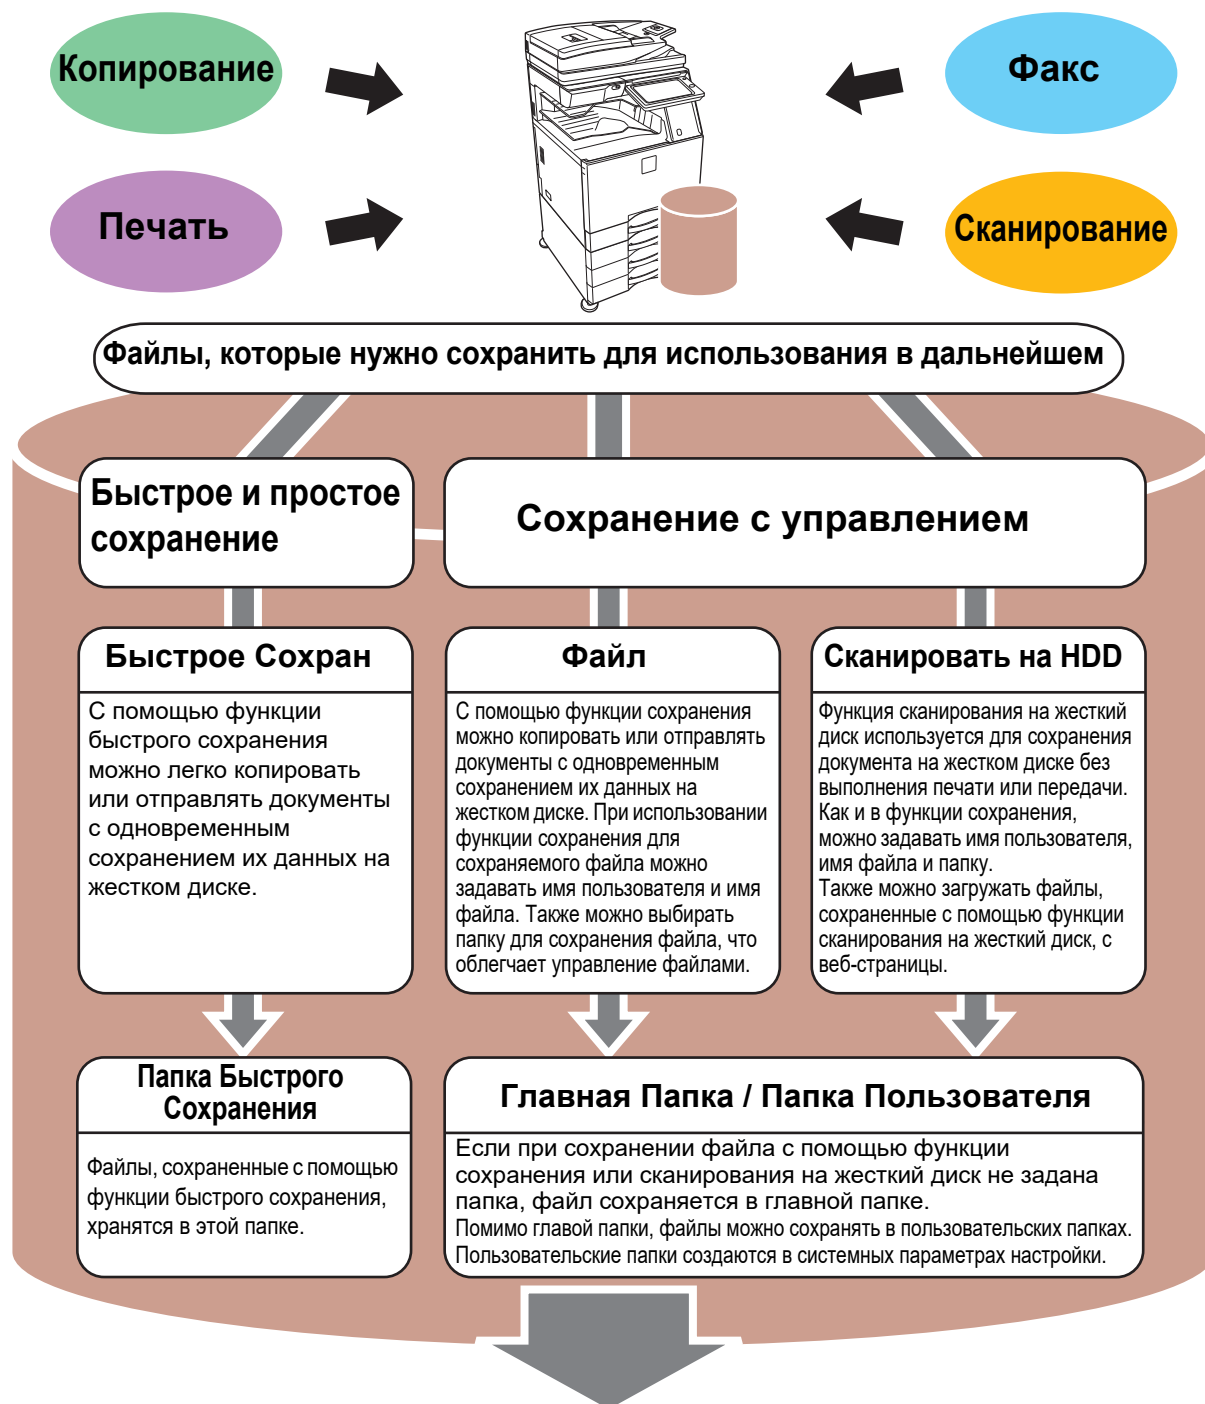 Копирование
Факс
Печать
Сканирование
Файлы, которые нужно сохранить для использования в дальнейшем
Быстрое и простое
сохранение
Сохранение с управлением
Быстрое Сохран
С помощью функции
быстрого сохранения
можно легко копировать
или отправлять документы
с одновременным
сохранением их данных на
жестком диске.
Файл
С помощью функции сохранения
можно копировать или отправлять
документы с одновременным
сохранением их данных на
жестком диске. При использовании
функции сохранения для
сохраняемого файла можно
задавать имя пользователя и имя
файла. Также можно выбирать
папку для сохранения файла, что
облегчает управление файлами.
Сканировать на HDD
Функция сканирования на жесткий
диск используется для сохранения
документа на жестком диске без
выполнения печати или передачи.
Как и в функции сохранения,
можно задавать имя пользователя,
имя файла и папку.
Также можно загружать файлы,
сохраненные с помощью функции
сканирования на жесткий диск, с
веб-страницы.
Папка Быстрого
Сохранения
Файлы, сохраненные с помощью
функции быстрого сохранения,
хранятся в этой папке.
Главная Папка / Папка Пользователя
Если при сохранении файла с помощью функции
сохранения или сканирования на жесткий диск не задана
папка, файл сохраняется в главной папке.
Помимо главой папки, файлы можно сохранять в пользовательских папках.
Пользовательские папки создаются в системных параметрах настройки.